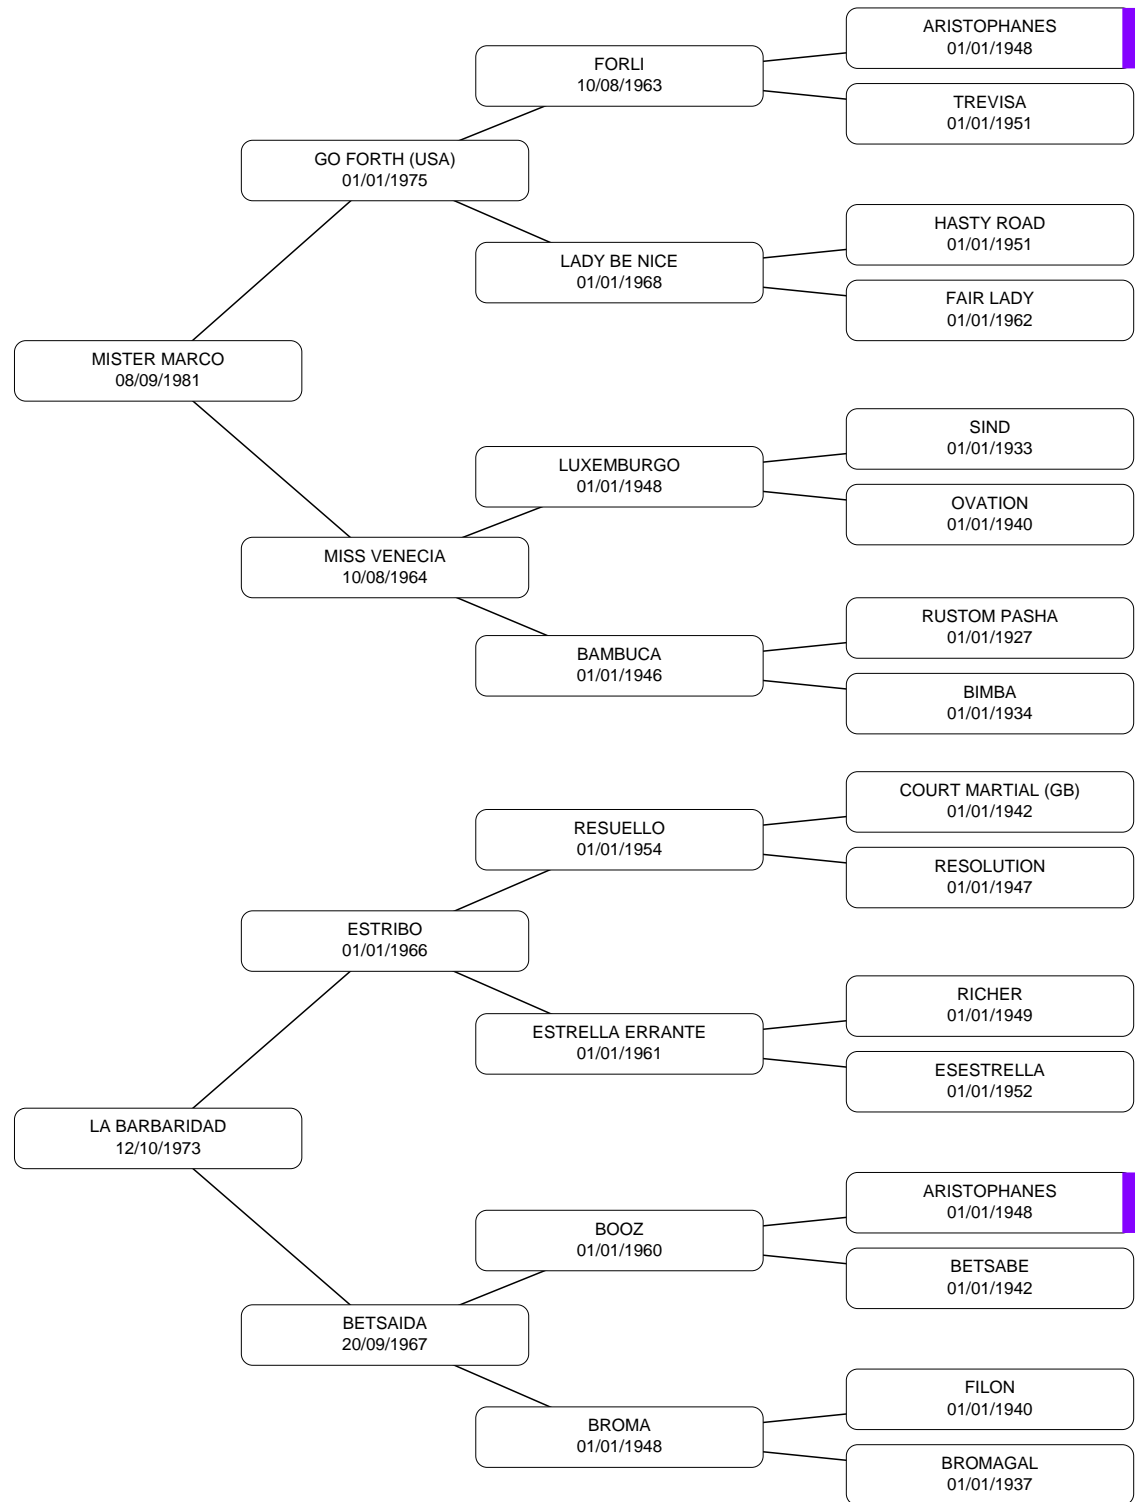 ARISTOPHANES
01/01/1948
FORLI
10/08/1963
TREVISA
01/01/1951
GO FORTH (USA)
01/01/1975
HASTY ROAD
01/01/1951
LADY BE NICE
01/01/1968
FAIR LADY
01/01/1962
MISTER MARCO
08/09/1981
SIND
01/01/1933
LUXEMBURGO
01/01/1948
OVATION
01/01/1940
MISS VENECIA
10/08/1964
RUSTOM PASHA
01/01/1927
BAMBUCA
01/01/1946
BIMBA
01/01/1934
COURT MARTIAL (GB)
01/01/1942
RESUELLO
01/01/1954
RESOLUTION
01/01/1947
ESTRIBO
01/01/1966
RICHER
01/01/1949
ESTRELLA ERRANTE
01/01/1961
ESESTRELLA
01/01/1952
LA BARBARIDAD
12/10/1973
ARISTOPHANES
01/01/1948
BOOZ
01/01/1960
BETSABE
01/01/1942
BETSAIDA
20/09/1967
FILON
01/01/1940
BROMA
01/01/1948
BROMAGAL
01/01/1937